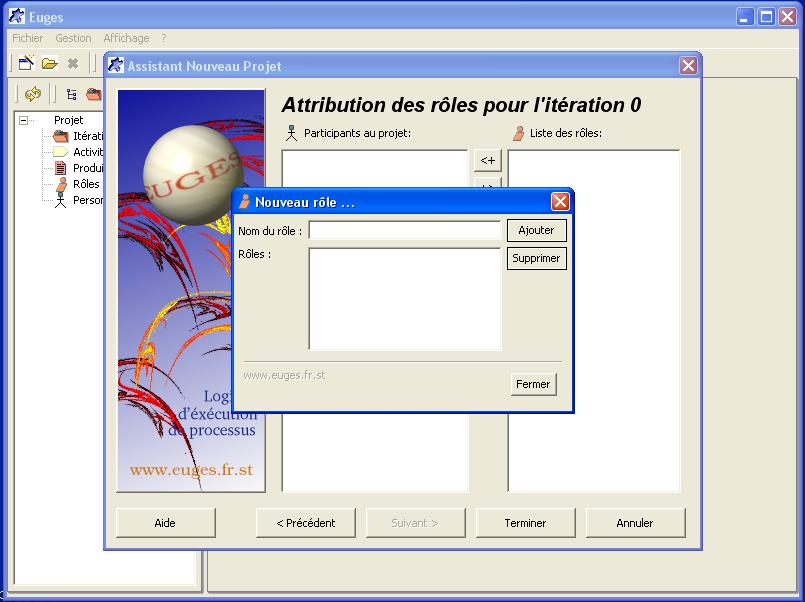 Euges
Fichier Gestion Affichage ?
Assistant Nouveau Projet
Attribution des rôles pour l'itération 0
Participants au projet:
Liste des rôles:
Projet
Itérati
Activit
Produi
Rôles
Person
EUGES
<+
Nouveau rôle ...
Nom du rôle :
Ajouter
Rôles :
Supprimer
www.euges.fr.st
Fermer
Logi
d'éxécution
de processus
www.euges.fr.st
Aide
< Précédent
Suivant >
Terminer
Annuler